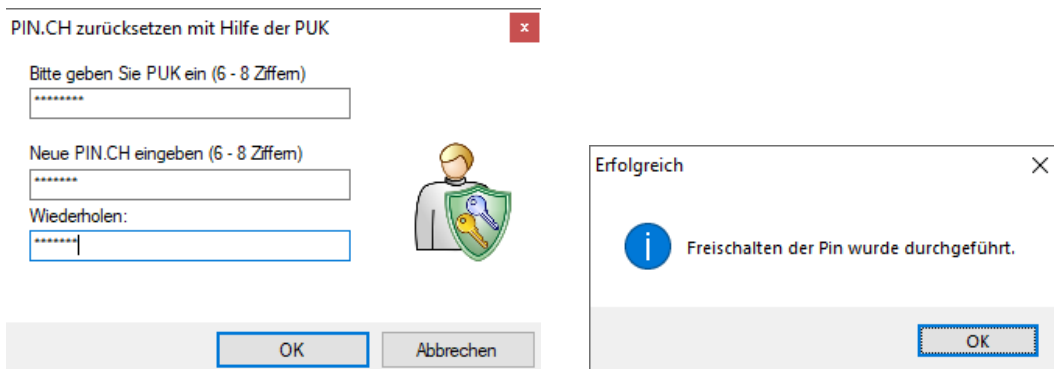 PIN.CH zurücksetzen mit Hilfe der PUK
x
Bitte geben Sie PUK ein (6 - 8 Ziffern)
********
Neue PIN.CH eingeben (6 - 8 Ziffern)
*******
Wiederholen:
*******
OK
Abbrechen
Erfolgreich
i
Freischalten der Pin wurde durchgeführt.
OK